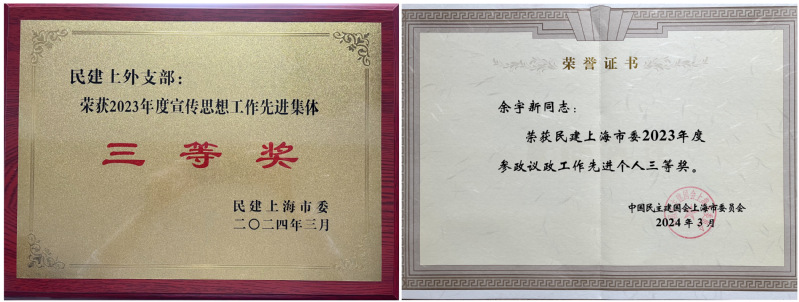 民建上外支部：
荣获2023年度宣传思想工作先进集体
三等奖
民建上海市委
二〇二四年三月
荣誉证书
余宇新同志：
荣获民建上海市委2023年度
参政议政工作先进个人三等奖。
中国民主建国会上海市委员会
2024年3月